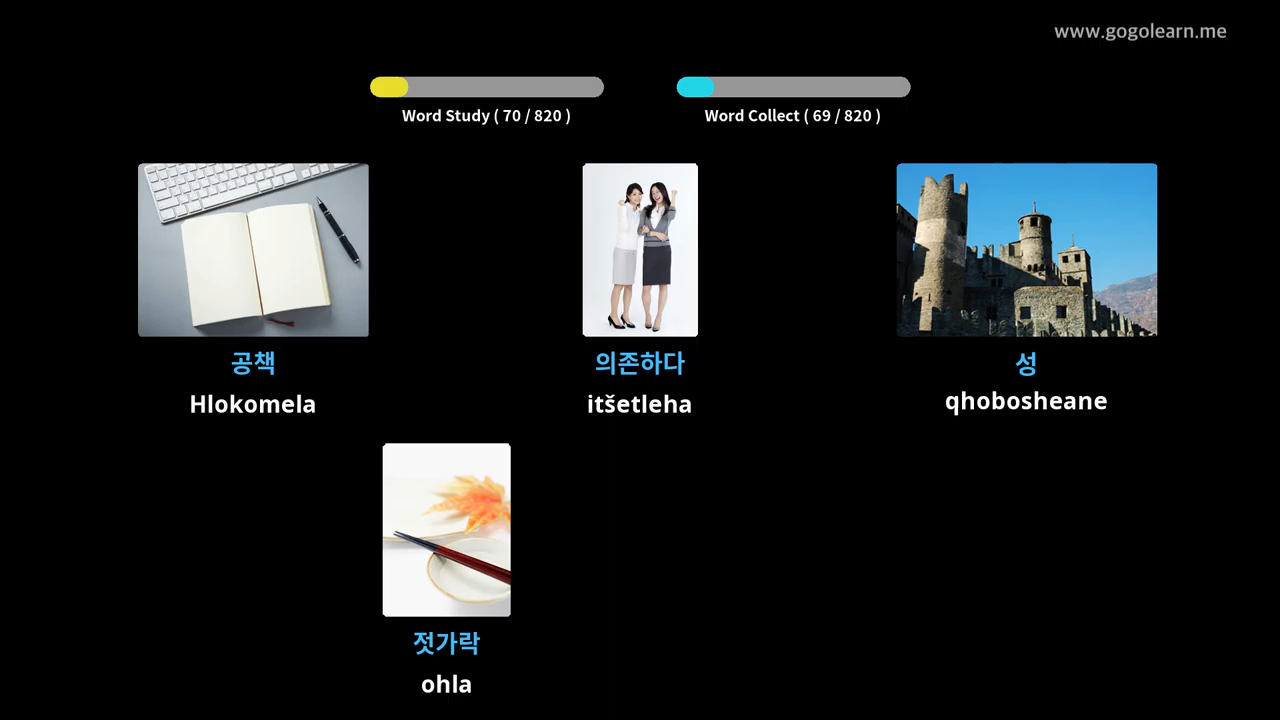 www.gogolearn.me
Word Study ( 70 / 820 )
Word Collect ( 69 / 820 )
공책
Hlokomela
의존하다
itšetleha
성
qhobosheane
젓가락
ohla